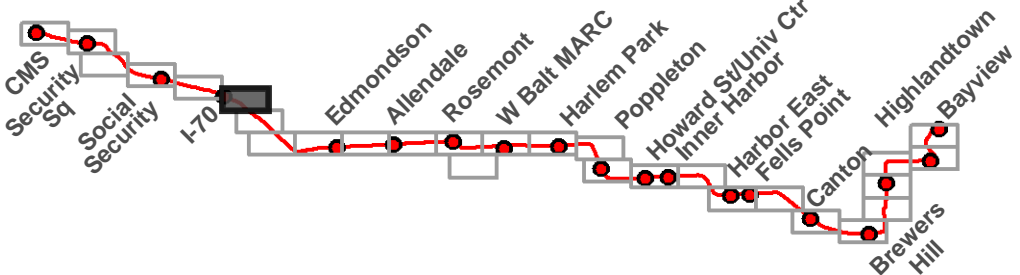 CMS
Security
Sq
Social
Security
I-70
Edmondson
Allendale
Rosemont
W Balt MARC
Harlem Park
Poppleton
Howard St/Univ Ctr
Inner Harbor
Harbor East
Fells Point
Canton
Brewers
Hill
Highlandtown
Bayview